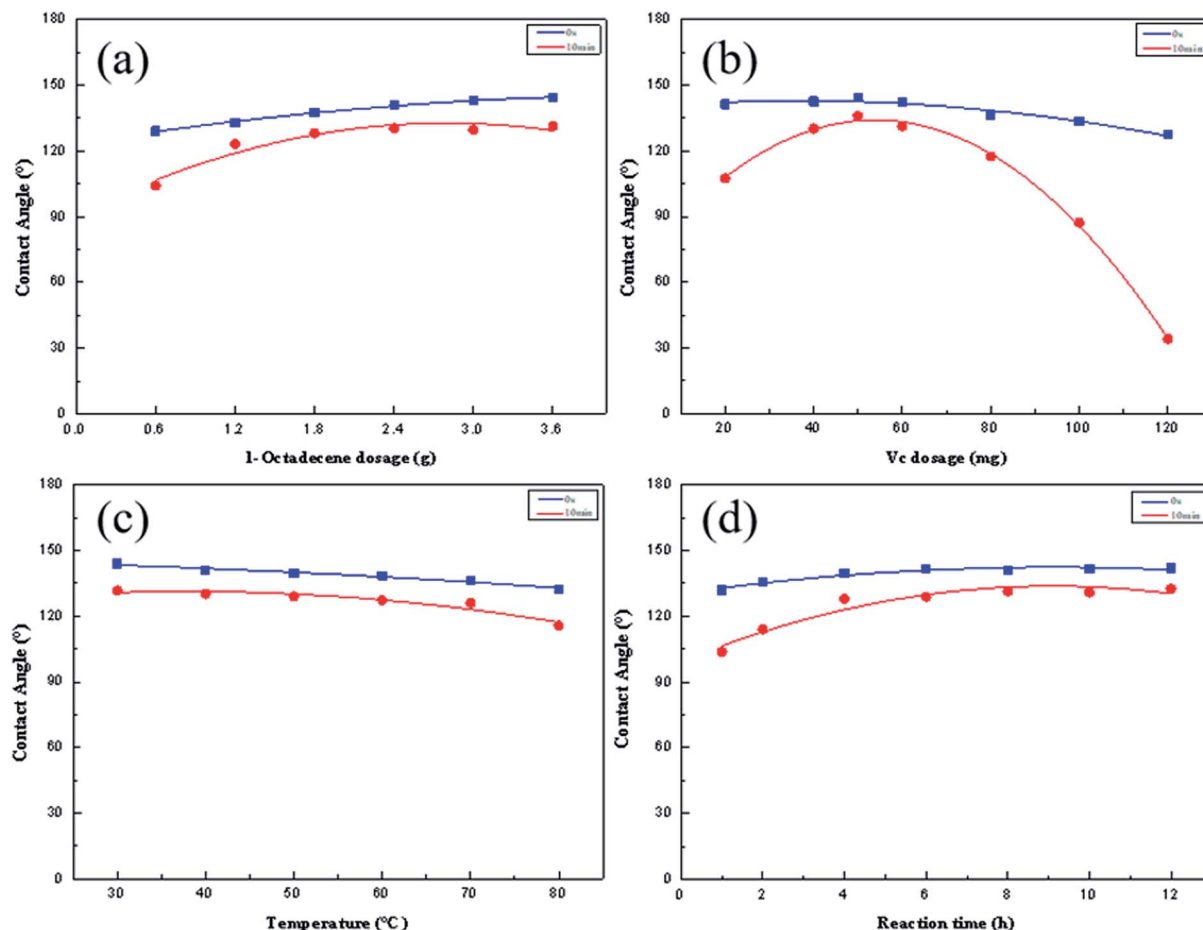 (a)
0s
10min
180
150
120
90
60
30
0
Contact Angle (°)
0.0 0.6 1.2 1.8 2.4 3.0 3.6
1-Octadecene dosage (g)
(b)
0s
10min
180
150
120
90
60
30
0
Contact Angle (°)
20 40 60 80 100 120
Vc dosage (mg)
(c)
0s
10min
180
150
120
90
60
30
0
Contact Angle (°)
30 40 50 60 70 80
Temperature (°C)
(d)
0s
10min
180
150
120
90
60
30
0
Contact Angle (°)
0 2 4 6 8 10 12
Reaction time (h)